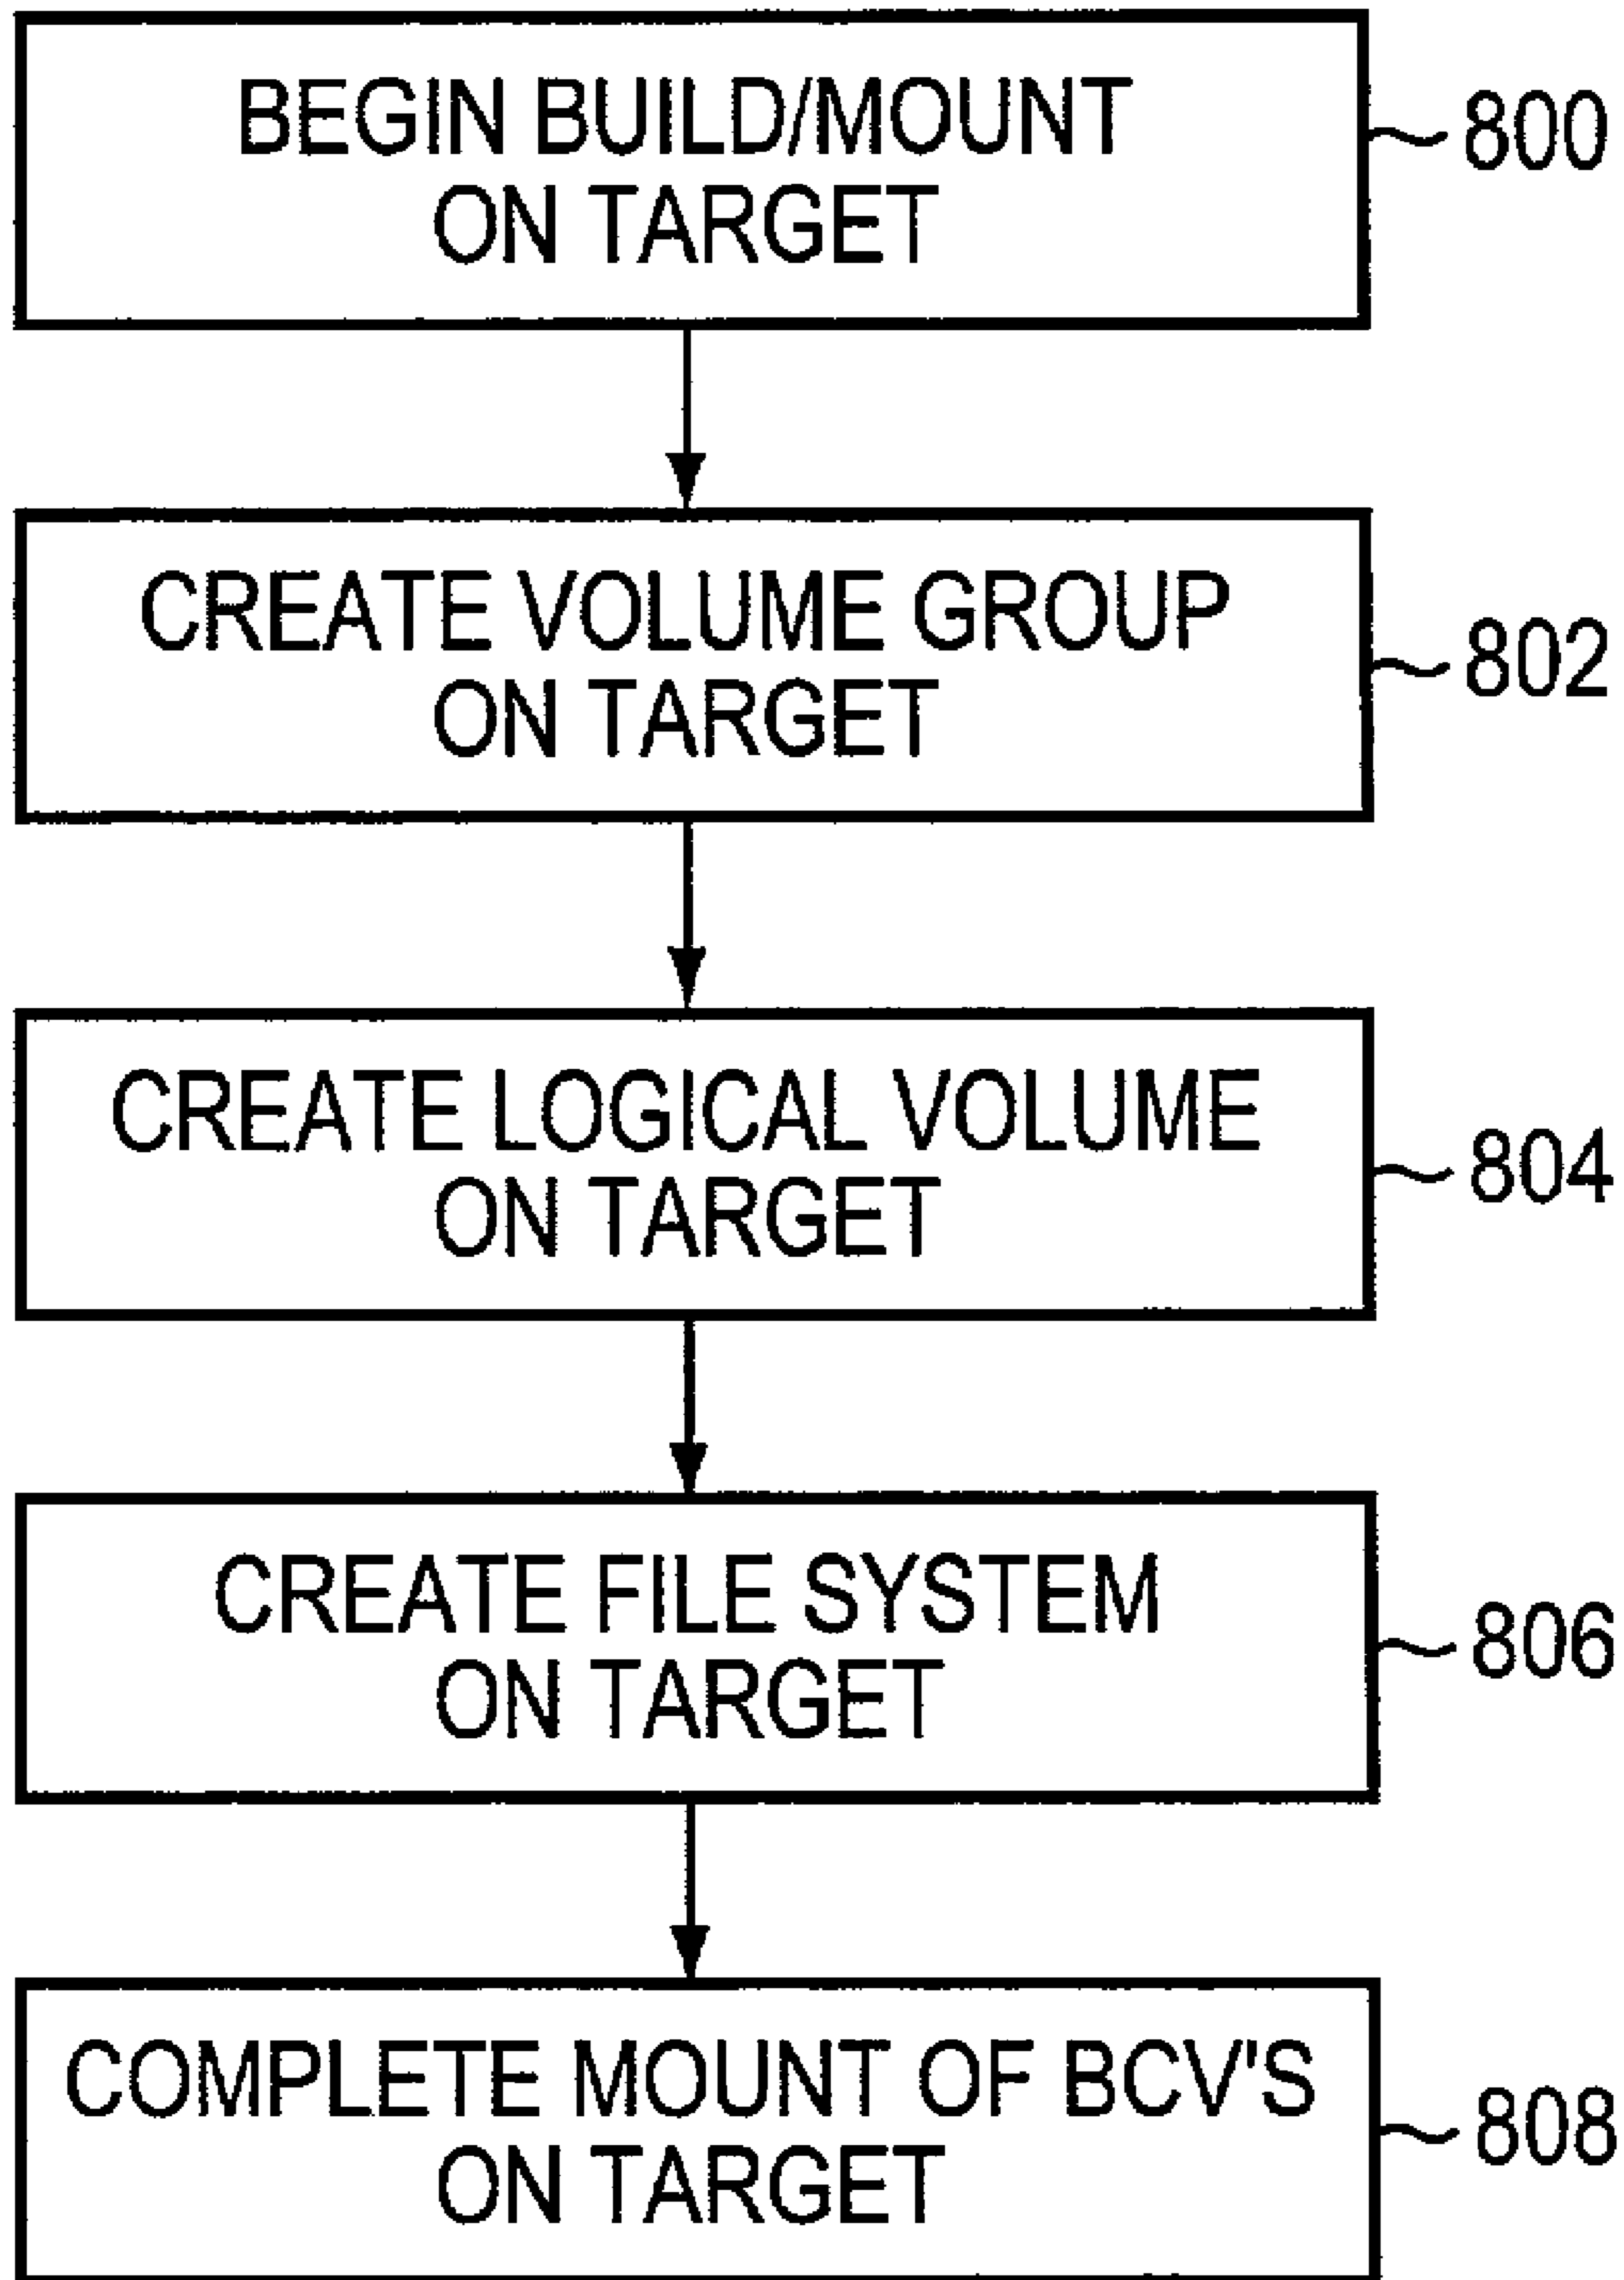 BEGIN BUILD/MOUNT
ON TARGET
800
CREATE VOLUME GROUP
ON TARGET
802
CREATE LOGICAL VOLUME
ON TARGET
804
CREATE FILE SYSTEM
ON TARGET
806
COMPLETE MOUNT OF BCV'S
ON TARGET
808